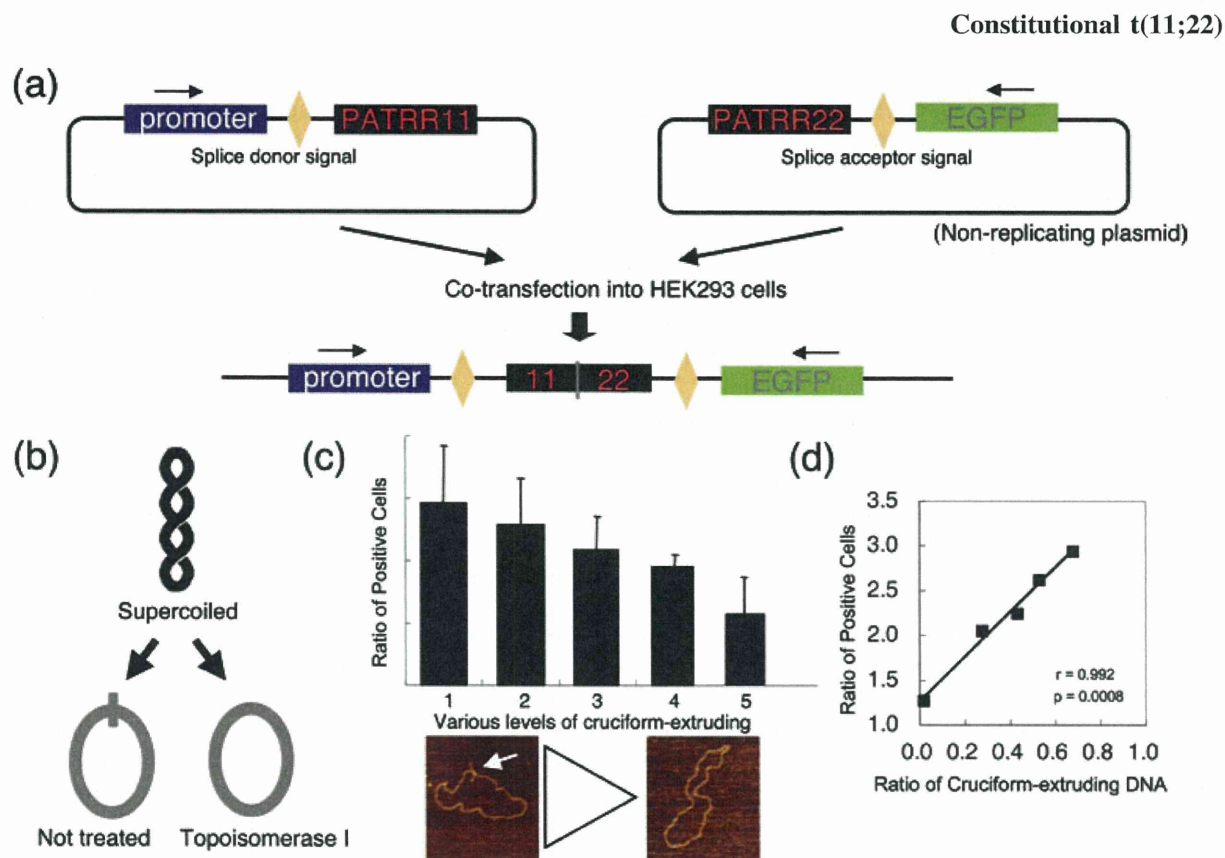 Constitutional t(11;22)
(a)
promoter
PATRR11
Splice donor signal
PATRR22
EGFP
Splice acceptor signal
(Non-replicating plasmid)
Co-transfection into HEK293 cells
promoter
11
22
EGFP
(b)
Supercoiled
Not treated
Topoisomerase I
(c)
Ratio of Positive Cells
1 2 3 4 5
Various levels of cruciform-extruding
(d)
Ratio of Positive Cells
3.5
3.0
2.5
2.0
1.5
1.0
r = 0.992
p = 0.0008
0.0 0.2 0.4 0.6 0.8 1.0
Ratio of Cruciform-extruding DNA